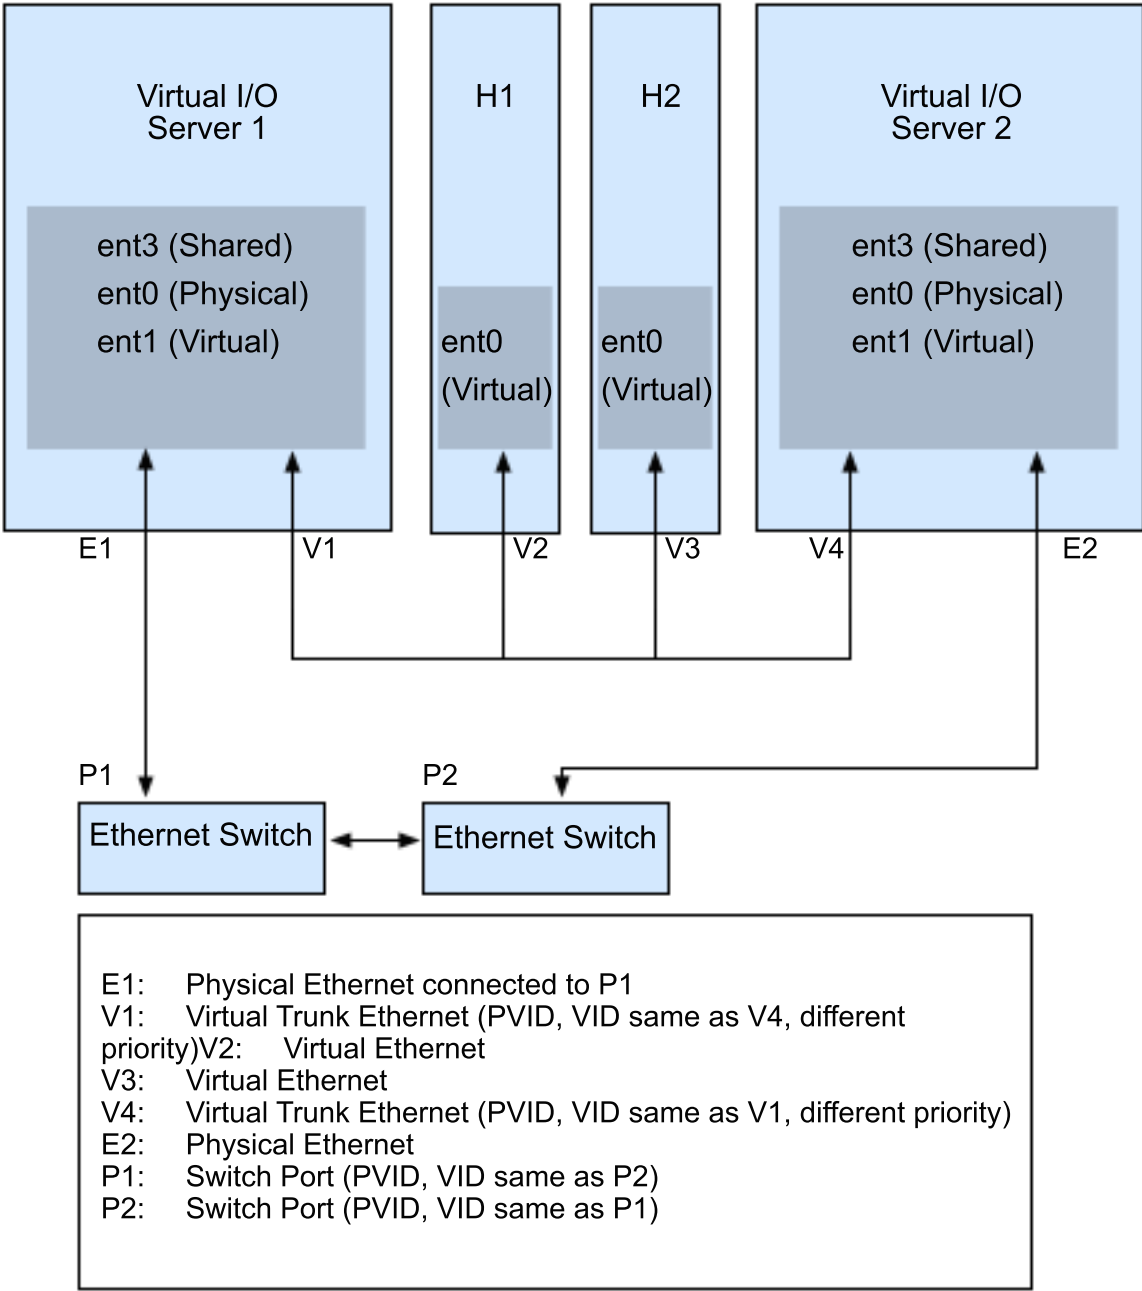 Virtual I/O
Server 1
H1
H2
Virtual I/O
Server 2
ent3 (Shared)
ent0 (Physical)
ent1 (Virtual)
ent0
(Virtual)
ent0
(Virtual)
ent3 (Shared)
ent0 (Physical)
ent1 (Virtual)
E1
V1
V2
V3
V4
E2
P1
P2
Ethernet Switch
Ethernet Switch
E1: Physical Ethernet connected to P1
V1: Virtual Trunk Ethernet (PVID, VID same as V4, different
priority)V2: Virtual Ethernet
V3: Virtual Ethernet
V4: Virtual Trunk Ethernet (PVID, VID same as V1, different priority)
E2: Physical Ethernet
P1: Switch Port (PVID, VID same as P2)
P2: Switch Port (PVID, VID same as P1)